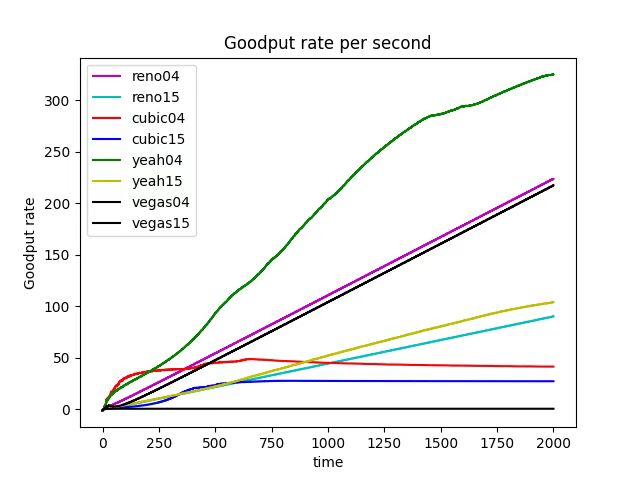 Goodput rate per second
reno04
reno15
cubic04
cubic15
yeah04
yeah15
vegas04
vegas15
Goodput rate
300
250
200
150
100
50
0
0 250 500 750 1000 1250 1500 1750 2000
time